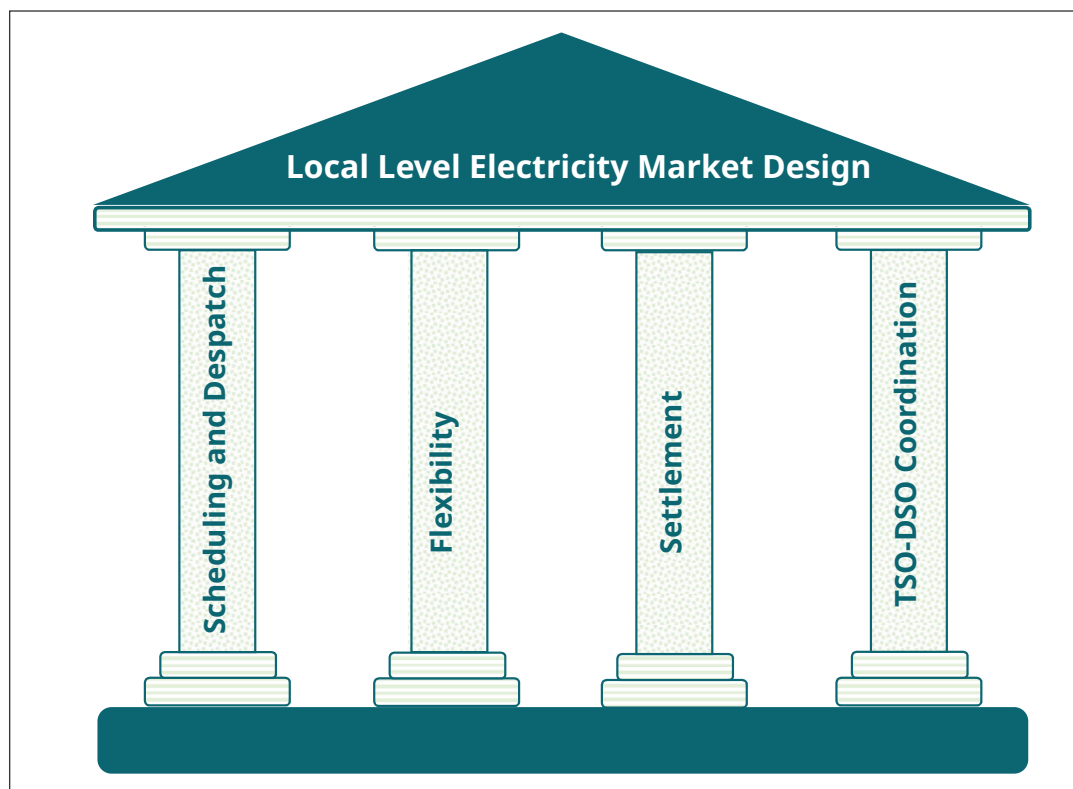 Local Level Electricity Market Design
Scheduling and Despatch
Flexibility
Settlement
TSO-DSO Coordination